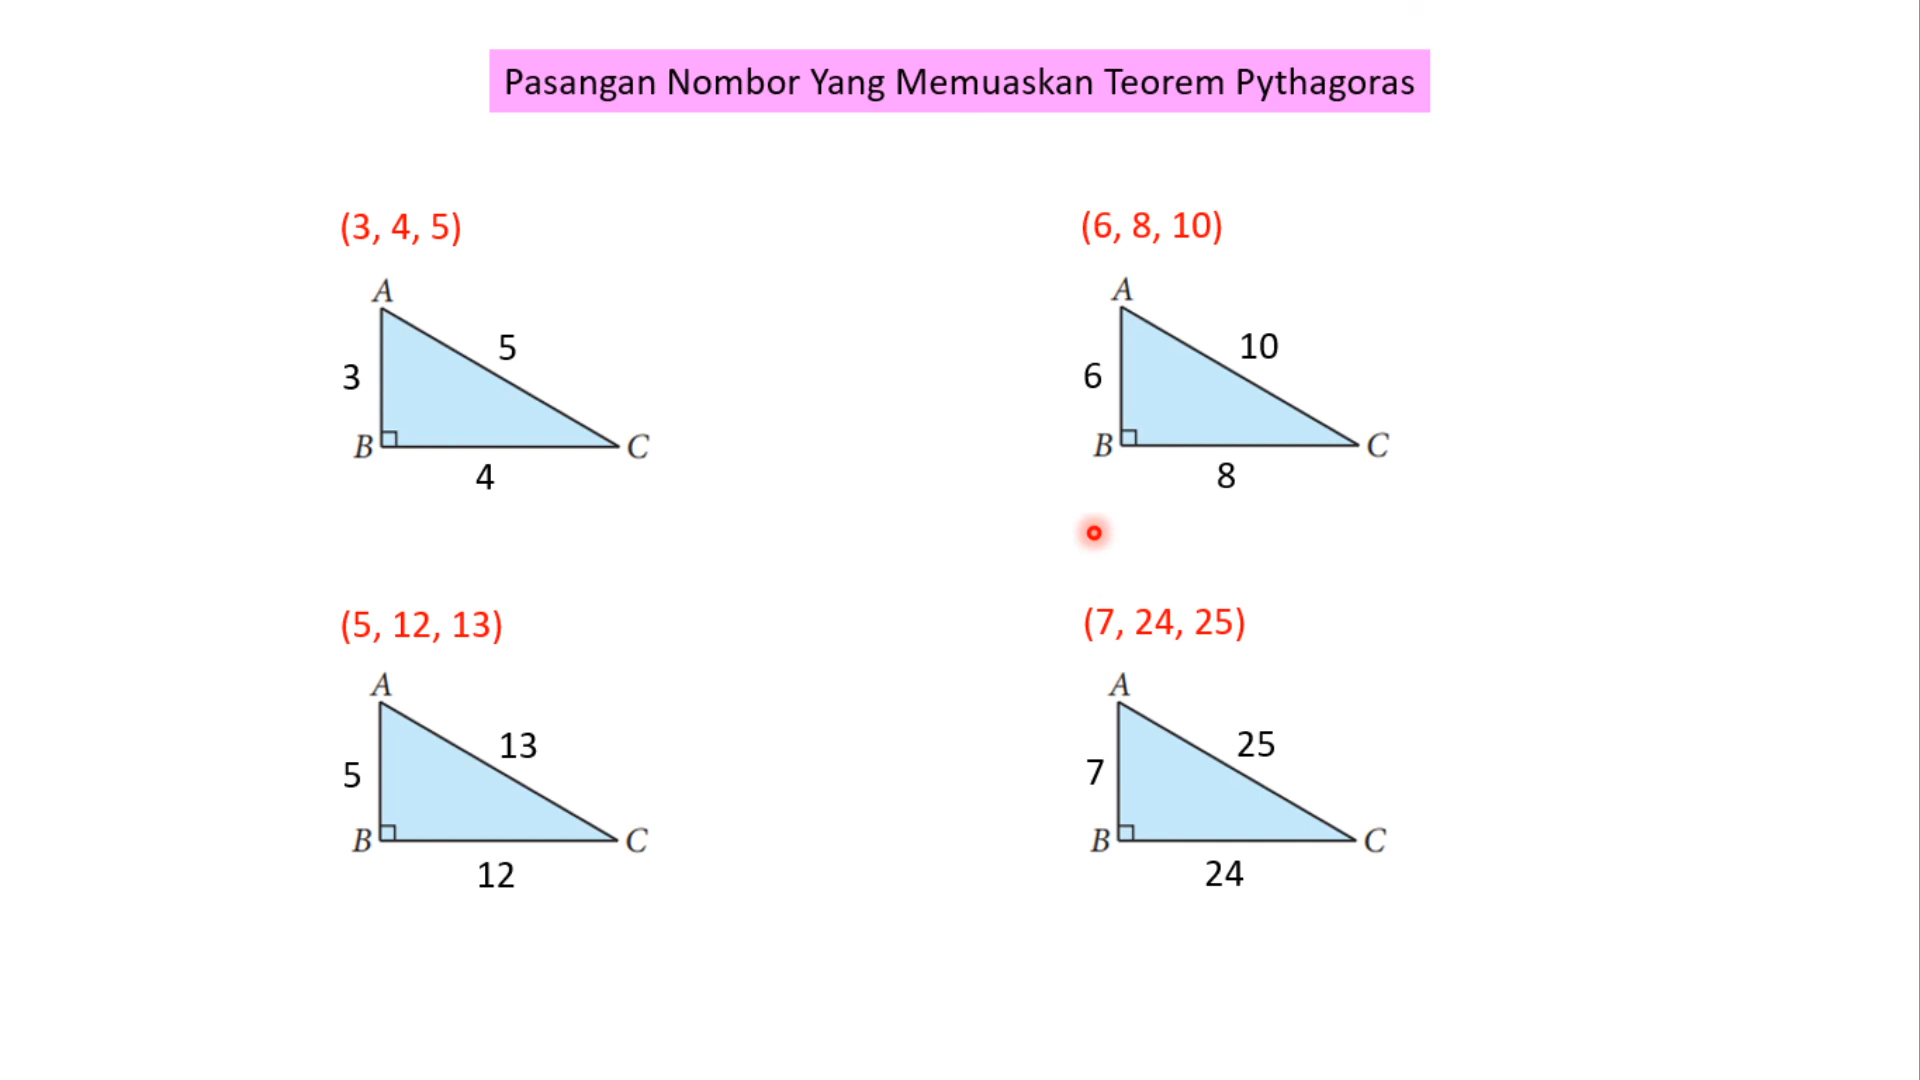 Pasangan Nombor Yang Memuaskan Teorem Pythagoras
(3, 4, 5)
A
5
3
B
C
4
(6, 8, 10)
A
10
6
B
C
8
(5, 12, 13)
A
13
5
B
C
12
(7, 24, 25)
A
25
7
B
C
24